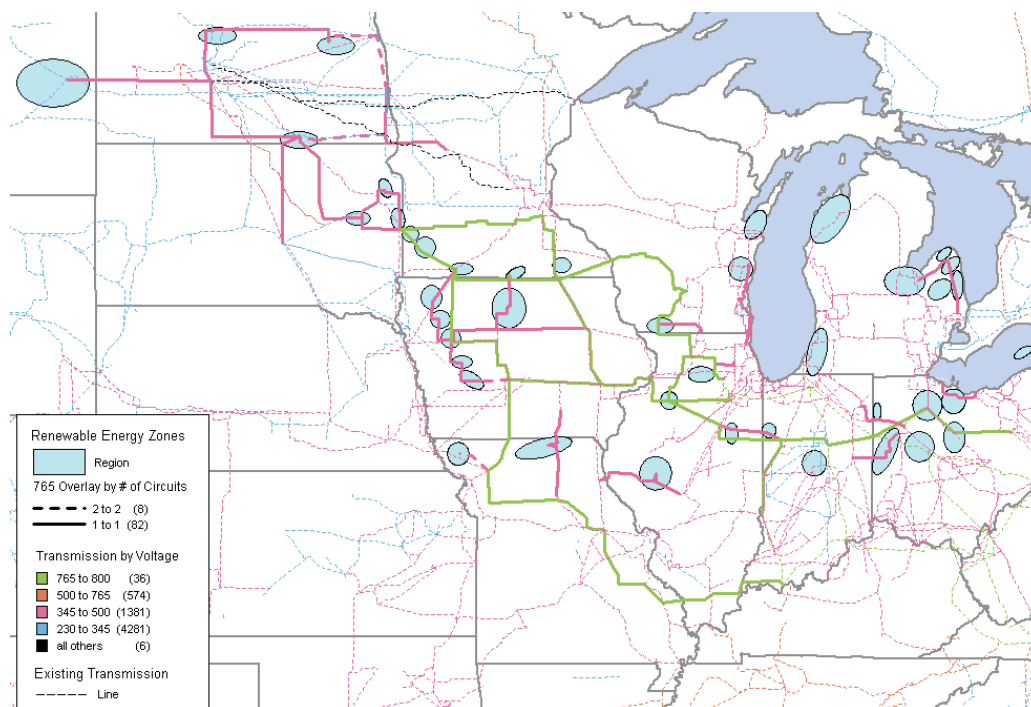 Renewable Energy Zones
Region
765 Overlay by # of Circuits
2 to 2 (8)
1 to 1 (82)
Transmission by Voltage
765 to 800 (36)
500 to 765 (574)
345 to 500 (1381)
230 to 345 (4281)
all others (6)
Existing Transmission
Line